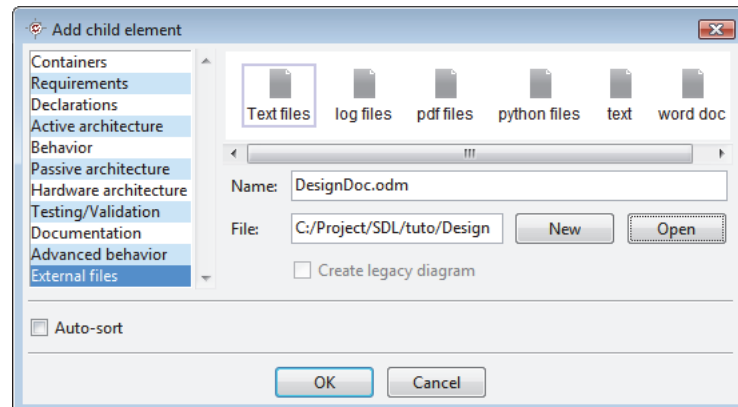 Add child element
Containers
Requirements
Declarations
Active architecture
Behavior
Passive architecture
Hardware architecture
Testing/Validation
Documentation
Advanced behavior
External files
Text files
log files
pdf files
python files
text
word doc
Name:
DesignDoc.odm
File:
C:/Project/SDL/tuto/Design
New
Open
Create legacy diagram
Auto-sort
OK
Cancel